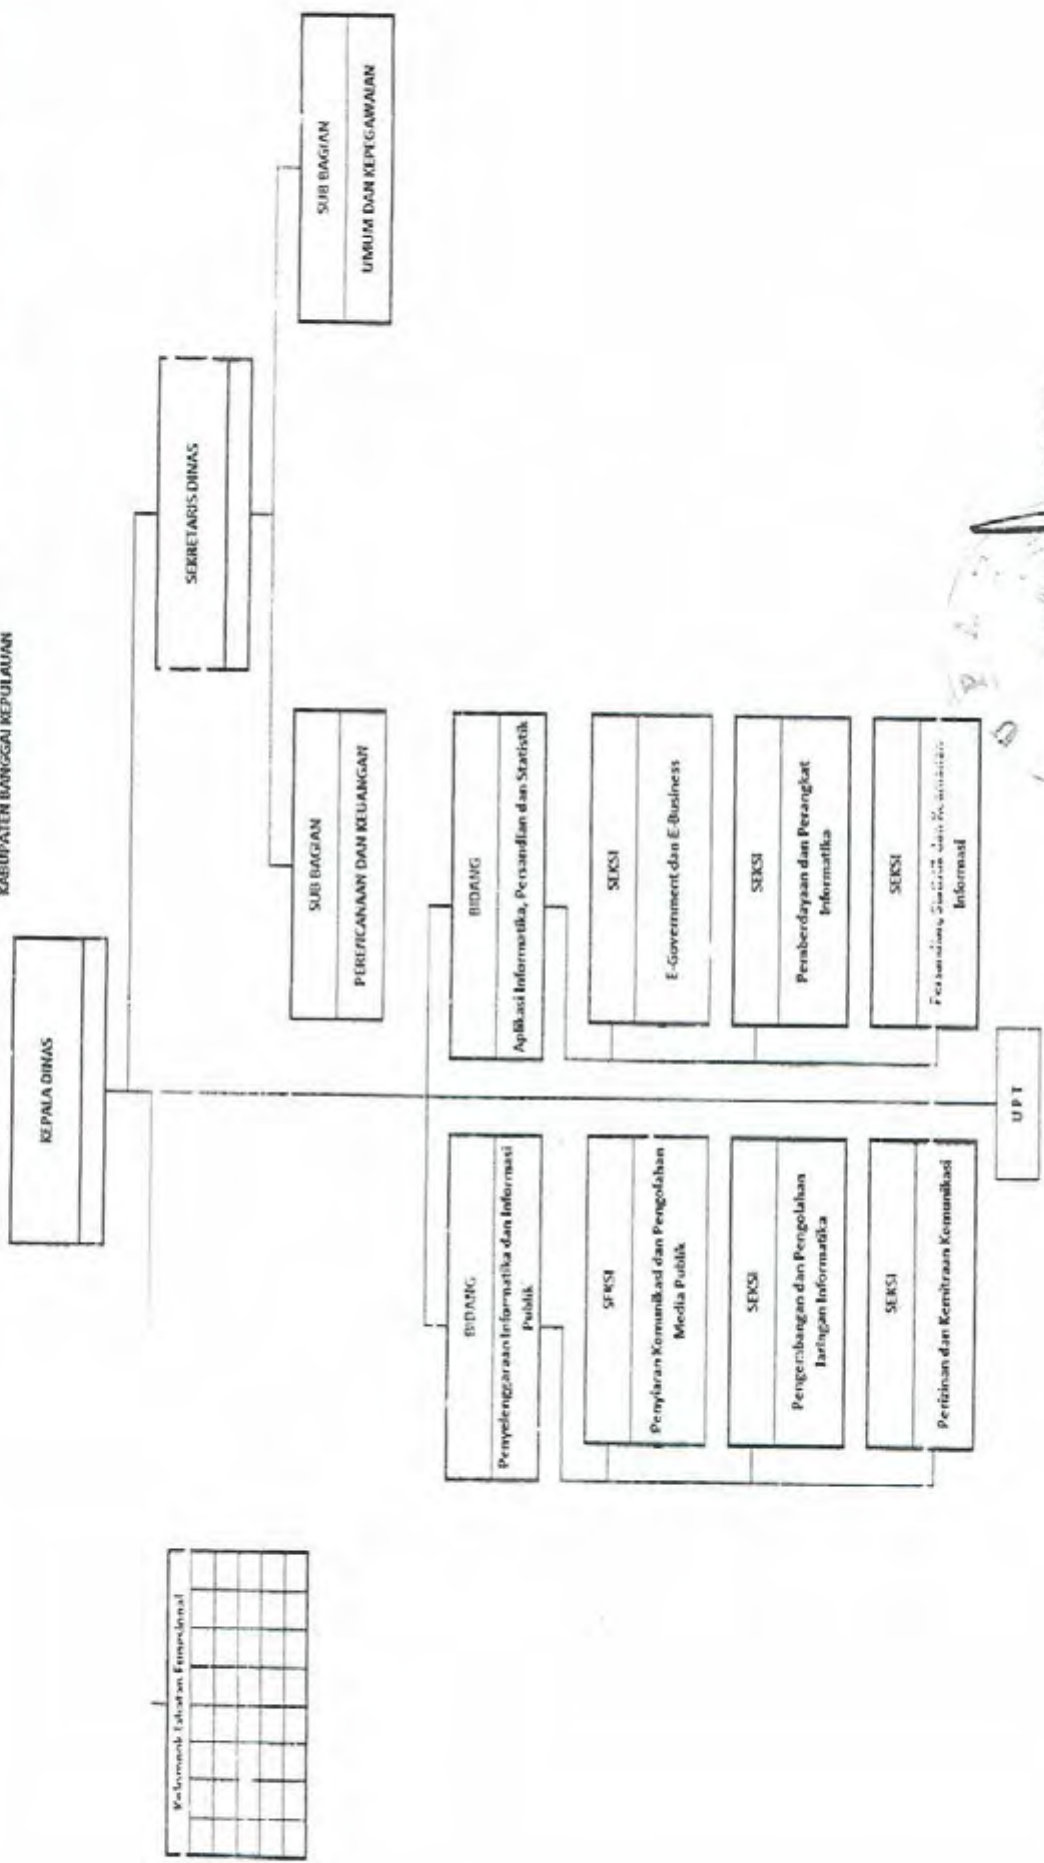 KABUPATEN BANGGAI KEPULAUAN
KEPALA DINAS
SEKRETARIS DINAS
SUB BAGIAN
PERENCANAAN DAN KEUANGAN
SUB BAGIAN
UMUM DAN KEPEGAWAIAN
Kelompok Jabatan Fungsional
BIDANG
Penyelenggaraan Informatika dan Informasi
Publik
SEKSI
Penyiaran Komunikasi dan Pengolahan
Media Publik
SEKSI
Pengembangan dan Pengolahan
Jaringan Informatika
SEKSI
Perizinan dan Kemitraan Komunikasi
BIDANG
Aplikasi Informatika, Persandian dan Statistik
SEKSI
E-Government dan E-Business
SEKSI
Pemberdayaan dan Perangkat
Informatika
SEKSI
Statistik dan Keamanan
Informasi
UPT